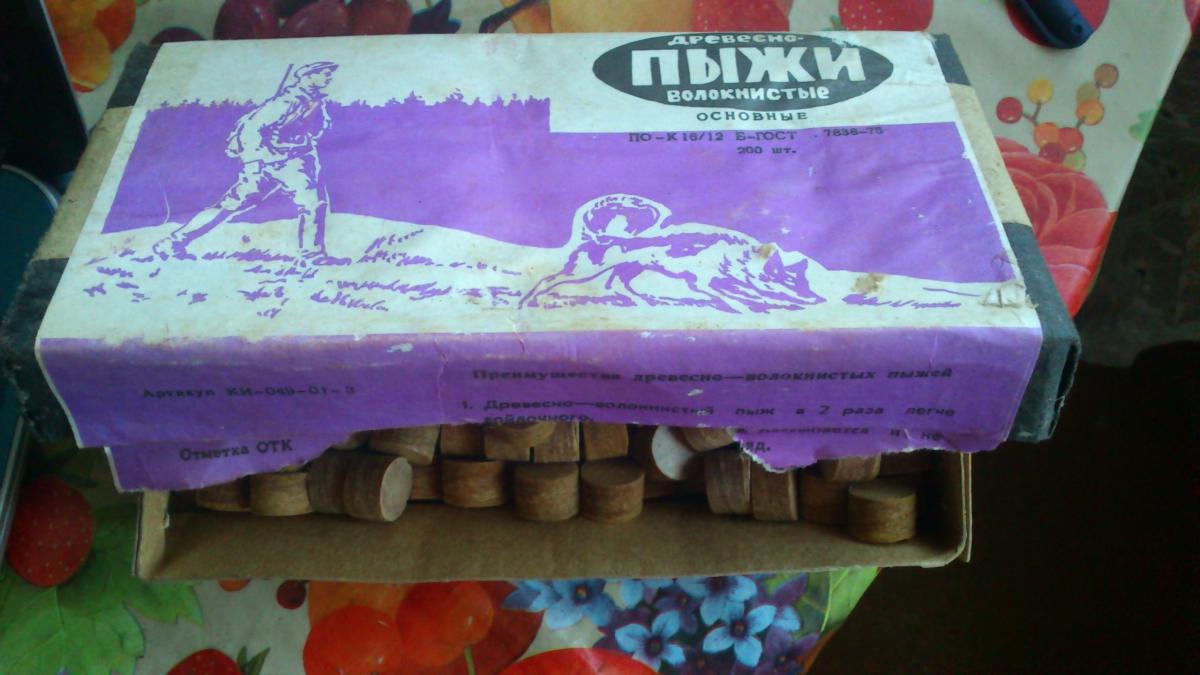 ДРЕВЕСНО-
ПЫЖИ
ВОЛОКНИСТЫЕ
ОСНОВНЫЕ
ПО-К 16/12 Б-ГОСТ 7838-75
200 шт.
Артикул КИ-049-01-3
Преимущества древесно—волокнистых пыжей
1. Древесно—волокнистый пыж в 2 раза легче
войлочного.
и не
Отметка ОТК